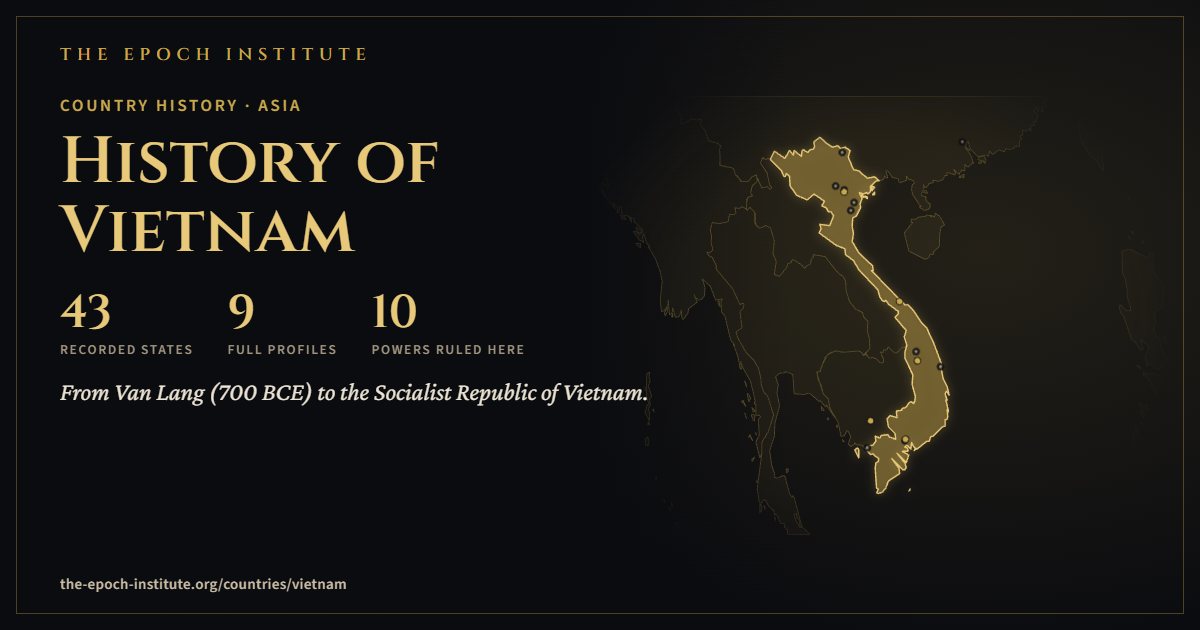 THE EPOCH INSTITUTE
COUNTRY HISTORY · ASIA
HISTORY OF
VIETNAM
43 9 10
RECORDED STATES FULL PROFILES POWERS RULED HERE
From Van Lang (700 BCE) to the Socialist Republic of Vietnam.
the-epoch-institute.org/countries/vietnam